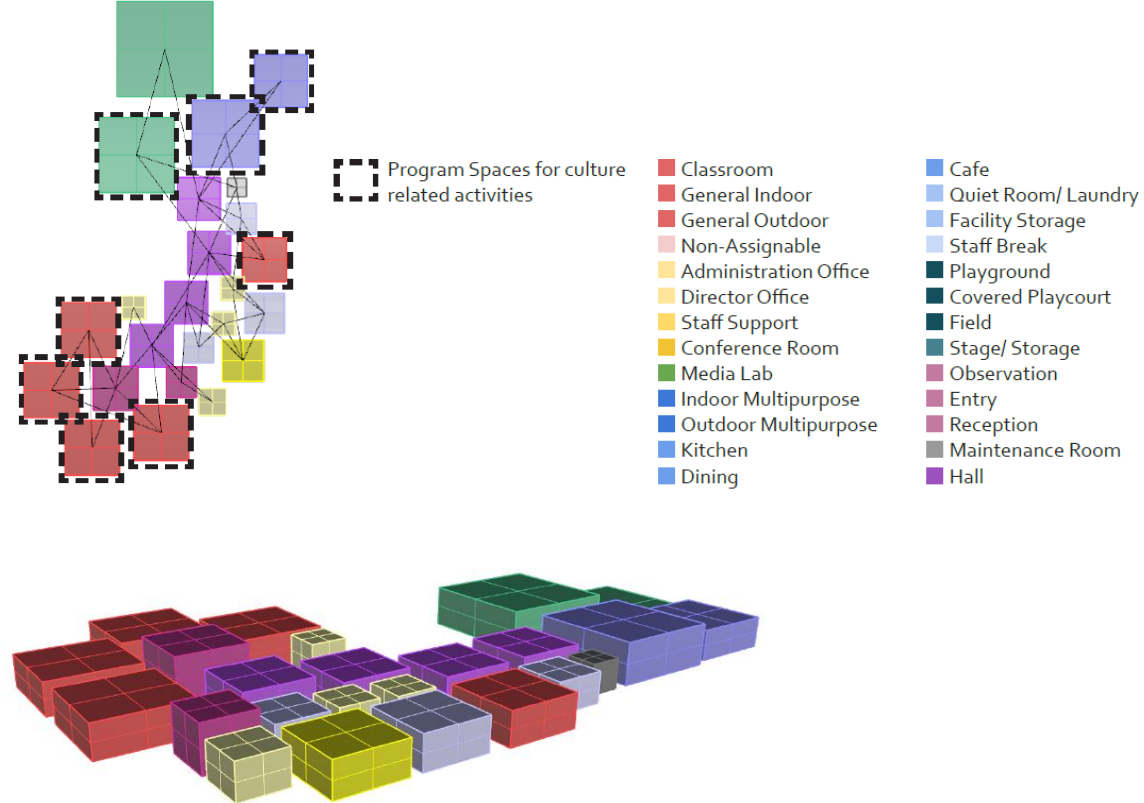 Program Spaces for culture
related activities
Classroom
General Indoor
General Outdoor
Non-Assignable
Administration Office
Director Office
Staff Support
Conference Room
Media Lab
Indoor Multipurpose
Outdoor Multipurpose
Kitchen
Dining
Cafe
Quiet Room/ Laundry
Facility Storage
Staff Break
Playground
Covered Playcourt
Field
Stage/ Storage
Observation
Entry
Reception
Maintenance Room
Hall